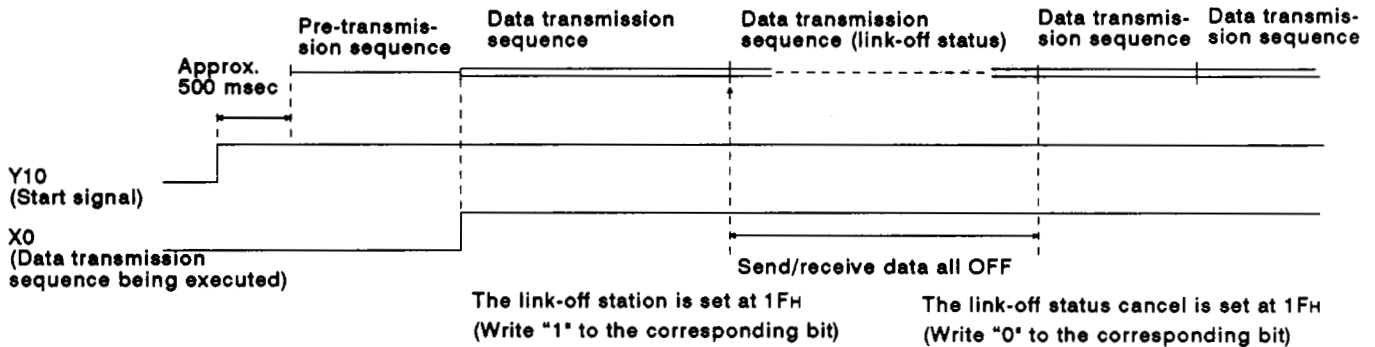 Pre-transmis-
sion sequence
Data transmission
sequence
Data transmission
sequence (link-off status)
Data transmis-
sion sequence
Data transmis-
sion sequence
Approx.
500 msec
Y10
(Start signal)
X0
(Data transmission
sequence being executed)
Send/receive data all OFF
The link-off station is set at 1FH
(Write "1" to the corresponding bit)
The link-off status cancel is set at 1FH
(Write "0" to the corresponding bit)